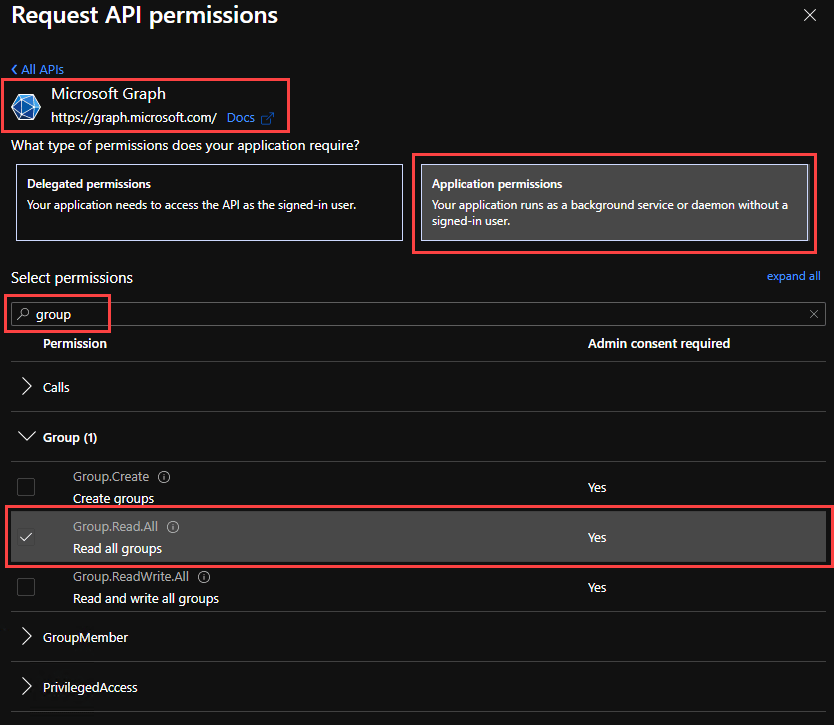 Request API permissions
All APIs
Microsoft Graph
https://graph.microsoft.com/ Docs
What type of permissions does your application require?
Delegated permissions
Your application needs to access the API as the signed-in user.
Application permissions
Your application runs as a background service or daemon without a
signed-in user.
Select permissions
expand all
group
Permission
Admin consent required
Calls
Group (1)
Group.Create
Create groups
Yes
Group.Read.All
Read all groups
Yes
Group.ReadWrite.All
Read and write all groups
Yes
GroupMember
PrivilegedAccess